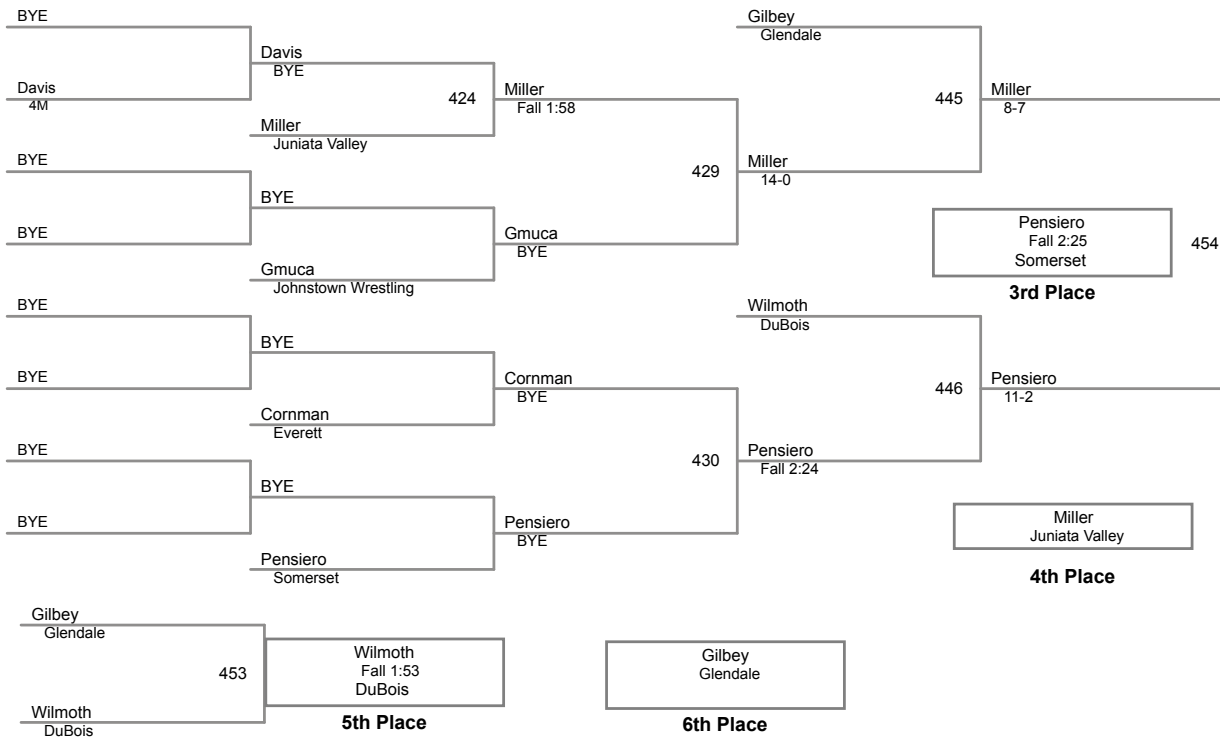 BYE
Davis
BYE
Davis
4M
424
Miller
Fall 1:58
Miller
Juniata Valley
BYE
BYE
BYE
Gmuca
BYE
Gmuca
Johnstown Wrestling
429
Miller
14-0
Gilbey
Glendale
445
Miller
8-7
Pensiero
Fall 2:25
Somerset
454
3rd Place
BYE
BYE
BYE
Cornman
BYE
Cornman
Everett
BYE
BYE
BYE
Pensiero
BYE
Pensiero
Somerset
430
Pensiero
Fall 2:24
Wilmoth
DuBois
446
Pensiero
11-2
Miller
Juniata Valley
4th Place
Gilbey
Glendale
453
Wilmoth
DuBois
Wilmoth
Fall 1:53
DuBois
5th Place
Gilbey
Glendale
6th Place